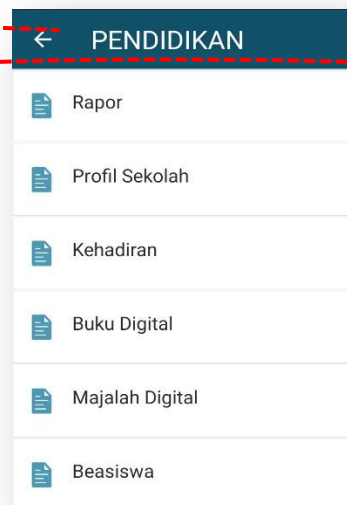 PENDIDIKAN
Rapor
Profil Sekolah
Kehadiran
Buku Digital
Majalah Digital
Beasiswa